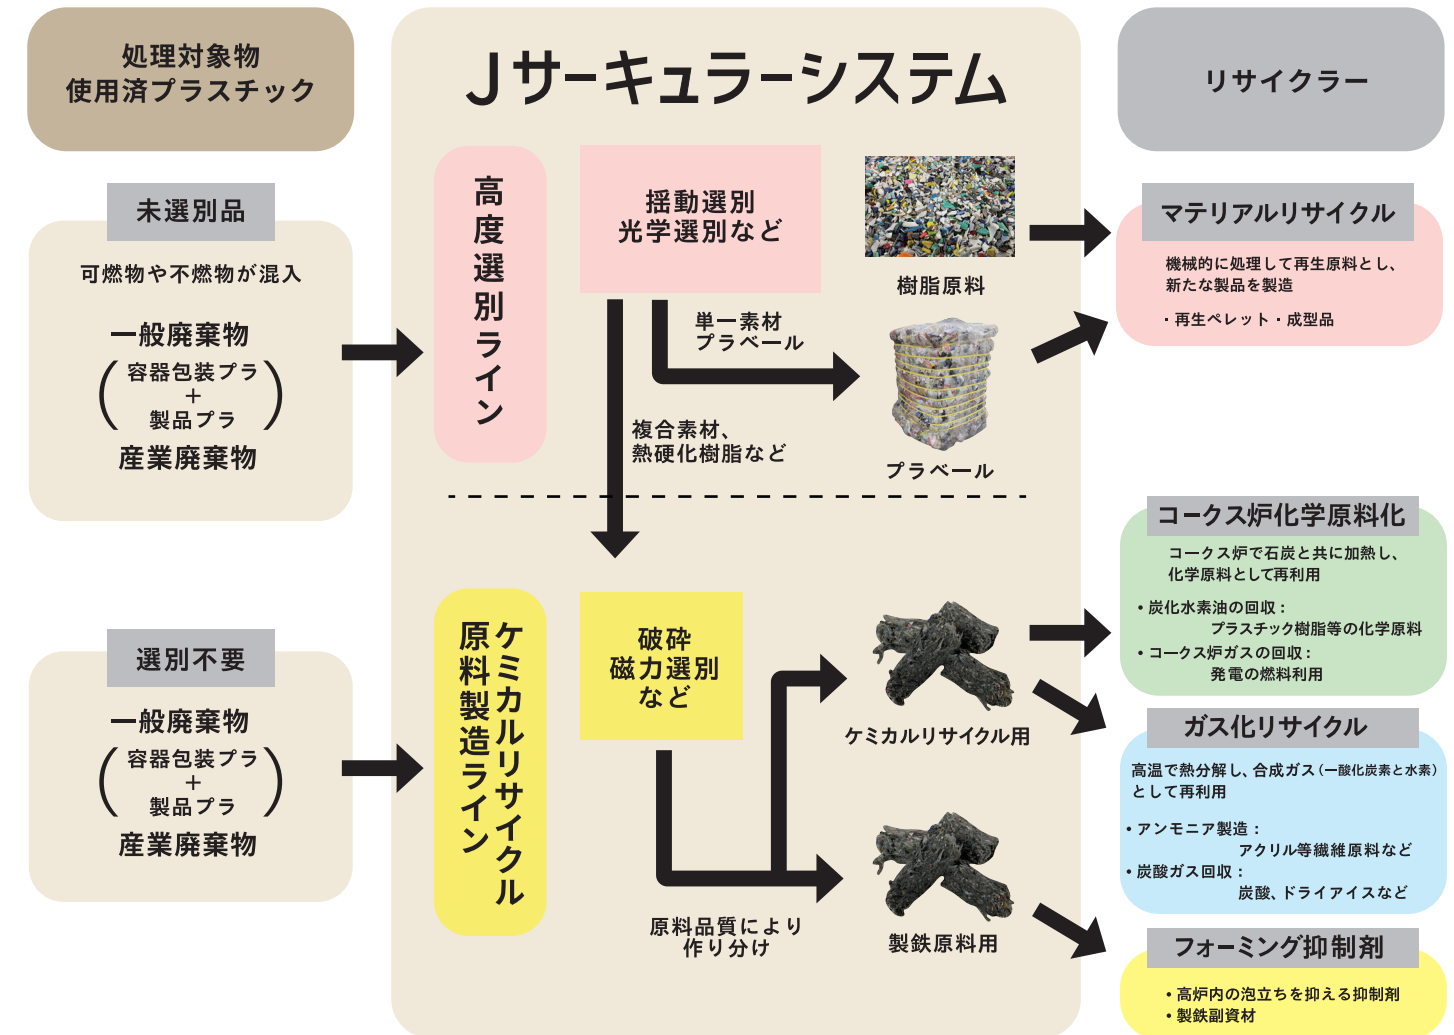 処理対象物
使用済プラスチック
未選別品
可燃物や不燃物が混入
一般廃棄物
(容器包装プラ
+
製品プラ)
産業廃棄物
選別不要
一般廃棄物
(容器包装プラ
+
製品プラ)
産業廃棄物
Jサーキュラーシステム
高度選別ライン
揺動選別
光学選別など
樹脂原料
単一素材
プラベール
プラベール
複合素材、
熱硬化樹脂など
ケミカルリサイクル
原料製造ライン
破砕
磁力選別
など
ケミカルリサイクル用
原料品質により
作り分け
製鉄原料用
リサイクラー
マテリアルリサイクル
機械的に処理して再生原料とし、
新たな製品を製造
・再生ペレット・成型品
コークス炉化学原料化
コークス炉で石炭と共に加熱し、
化学原料として再利用
・炭化水素油の回収：
プラスチック樹脂等の化学原料
・コークス炉ガスの回収：
発電の燃料利用
ガス化リサイクル
高温で熱分解し、合成ガス（一酸化炭素と水素）
として再利用
・アンモニア製造：
アクリル等繊維原料など
・炭酸ガス回収：
炭酸、ドライアイスなど
フォーミング抑制剤
・高炉内の泡立ちを抑える抑制剤
・製鉄副資材